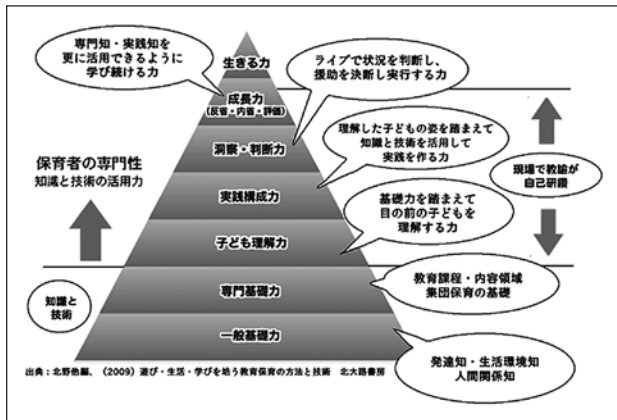 専門知・実践知を
更に活用できるように
学び続ける力
生きる力
ライブで状況を判断し、
援助を決断し実行する力
成長力
(反省・内省・評価)
洞察・判断力
理解した子どもの姿を踏まえて
知識と技術を活用して
実践を作る力
保育者の専門性
知識と技術の活用力
現場で教諭が
自己研鑽
実践構成力
基礎力を踏まえて
目の前の子どもを
理解する力
子ども理解力
専門基礎力
教育課程・内容領域
集団保育の基礎
知識と
技術
一般基礎力
発達知・生活環境知
人間関係知
出典：北野他編、(2009) 遊び・生活・学びを培う教育保育の方法と技術 北大路書房